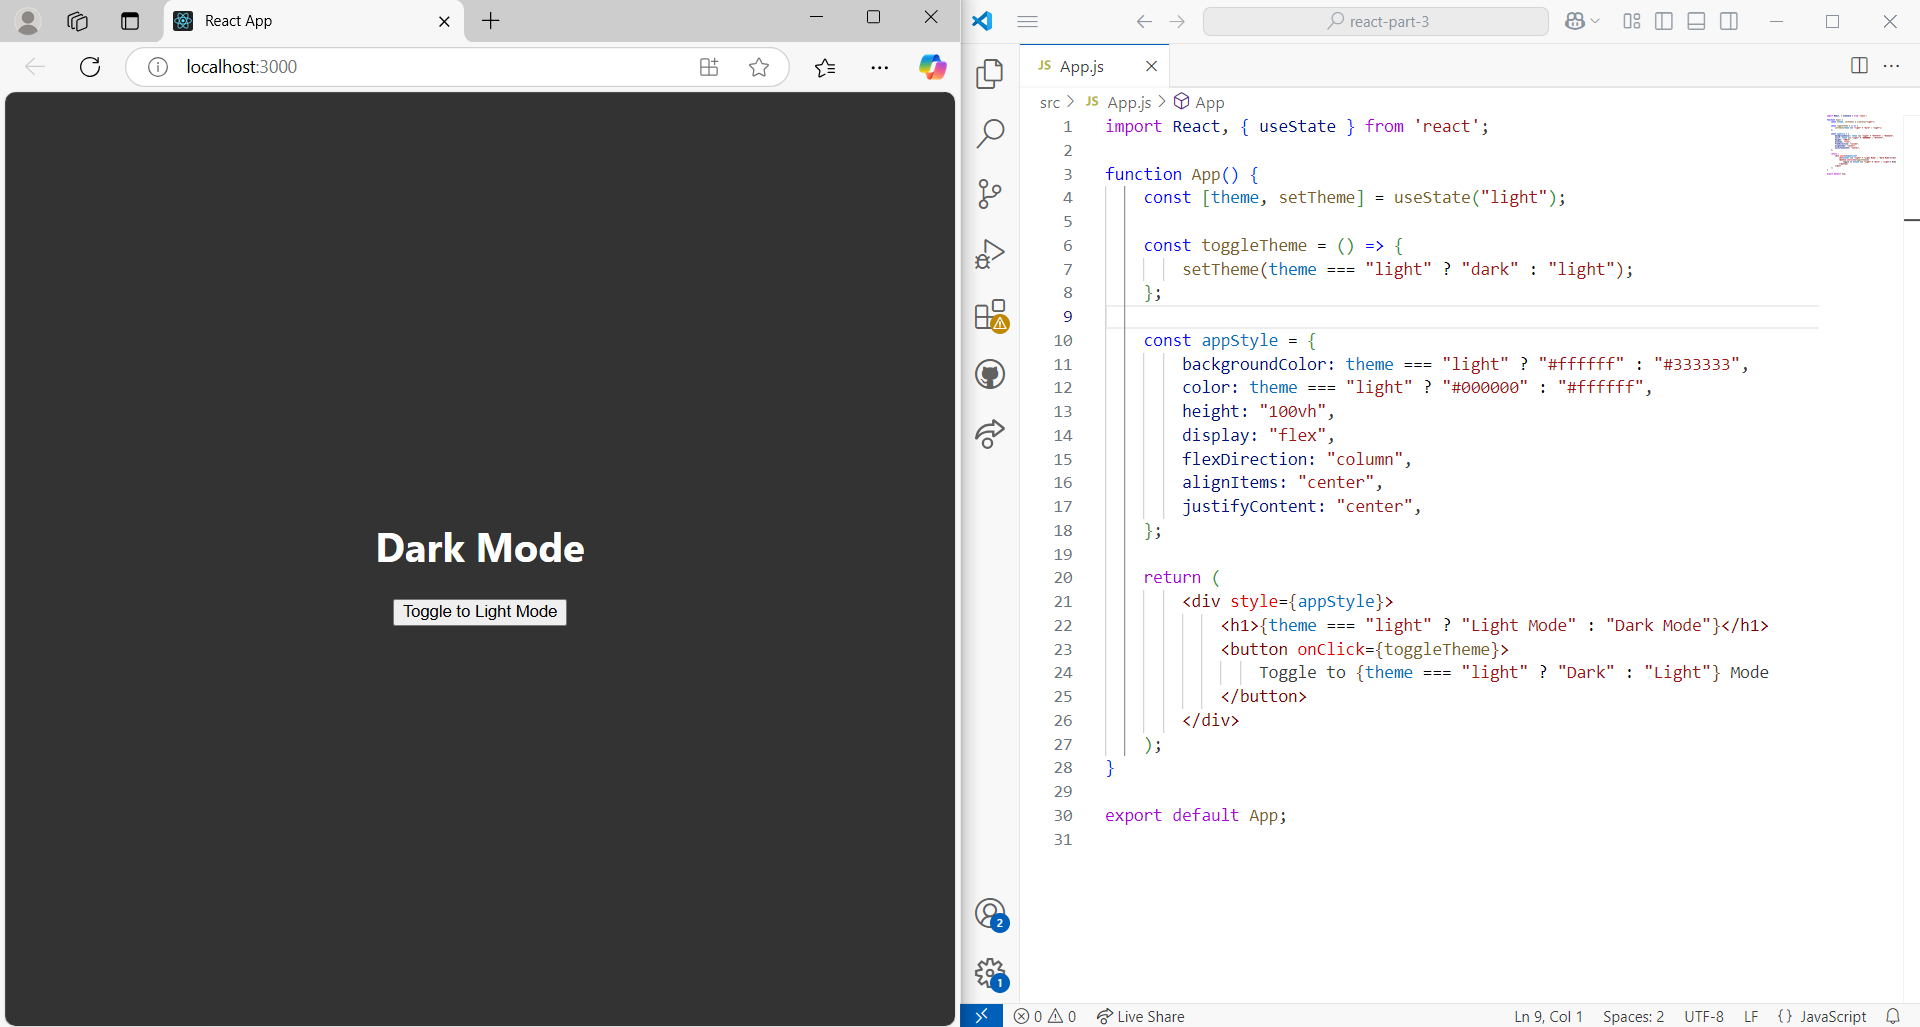 React App
localhost:3000
Dark Mode
Toggle to Light Mode
react-part-3
JS App.js
src > JS App.js > App
1 import React, { useState } from 'react';
2
3 function App() {
4 const [theme, setTheme] = useState("light");
5
6 const toggleTheme = () => {
7 setTheme(theme === "light" ? "dark" : "light");
8 };
9
10 const appStyle = {
11 backgroundColor: theme === "light" ? "#ffffff" : "#333333",
12 color: theme === "light" ? "#000000" : "#ffffff",
13 height: "100vh",
14 display: "flex",
15 flexDirection: "column",
16 alignItems: "center",
17 justifyContent: "center",
18 };
19
20 return (
21 <div style={appStyle}>
22 <h1>{theme === "light" ? "Light Mode" : "Dark Mode"}</h1>
23 <button onClick={toggleTheme}>
24 Toggle to {theme === "light" ? "Dark" : "Light"} Mode
25 </button>
26 </div>
27 );
28 }
29
30 export default App;
31
2
1
0 0 Live Share Ln 9, Col 1 Spaces: 2 UTF-8 LF {} JavaScript